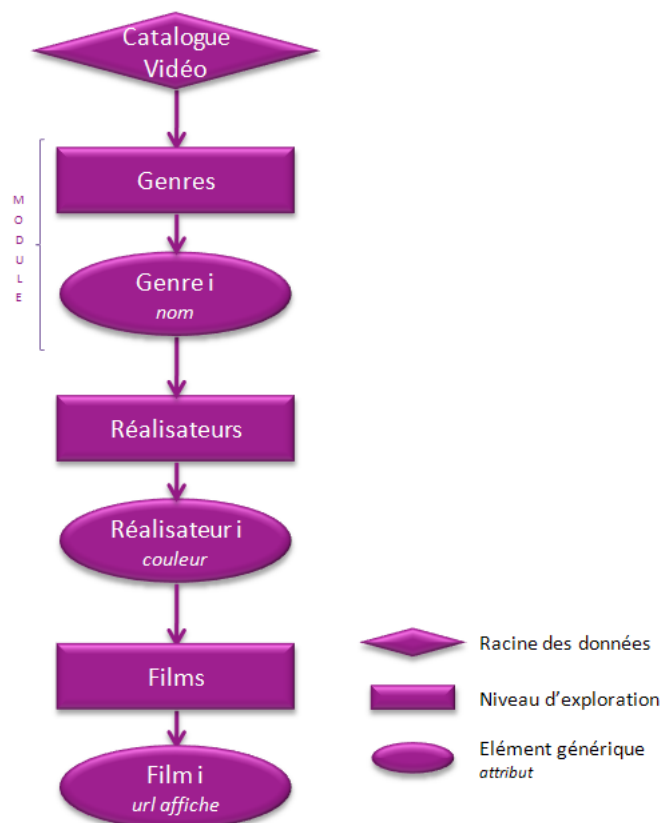 Catalogue
Vidéo
MODULE
Genres
Genre i
nom
Réalisateurs
Réalisateur i
couleur
Films
Film i
url affiche
Racine des données
Niveau d'exploration
Elément générique
attribut